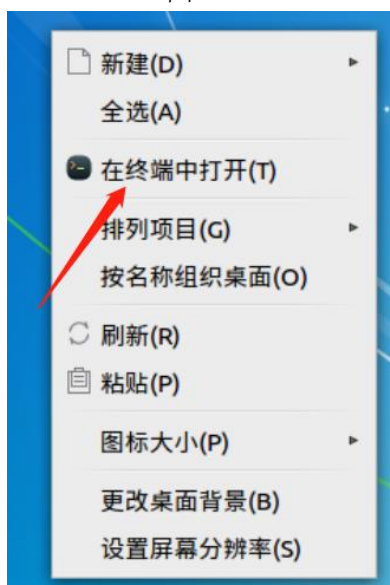 新建(D)
全选(A)
在终端中打开(T)
排列项目(G)
按名称组织桌面(O)
刷新(R)
粘贴(P)
图标大小(P)
更改桌面背景(B)
设置屏幕分辨率(S)